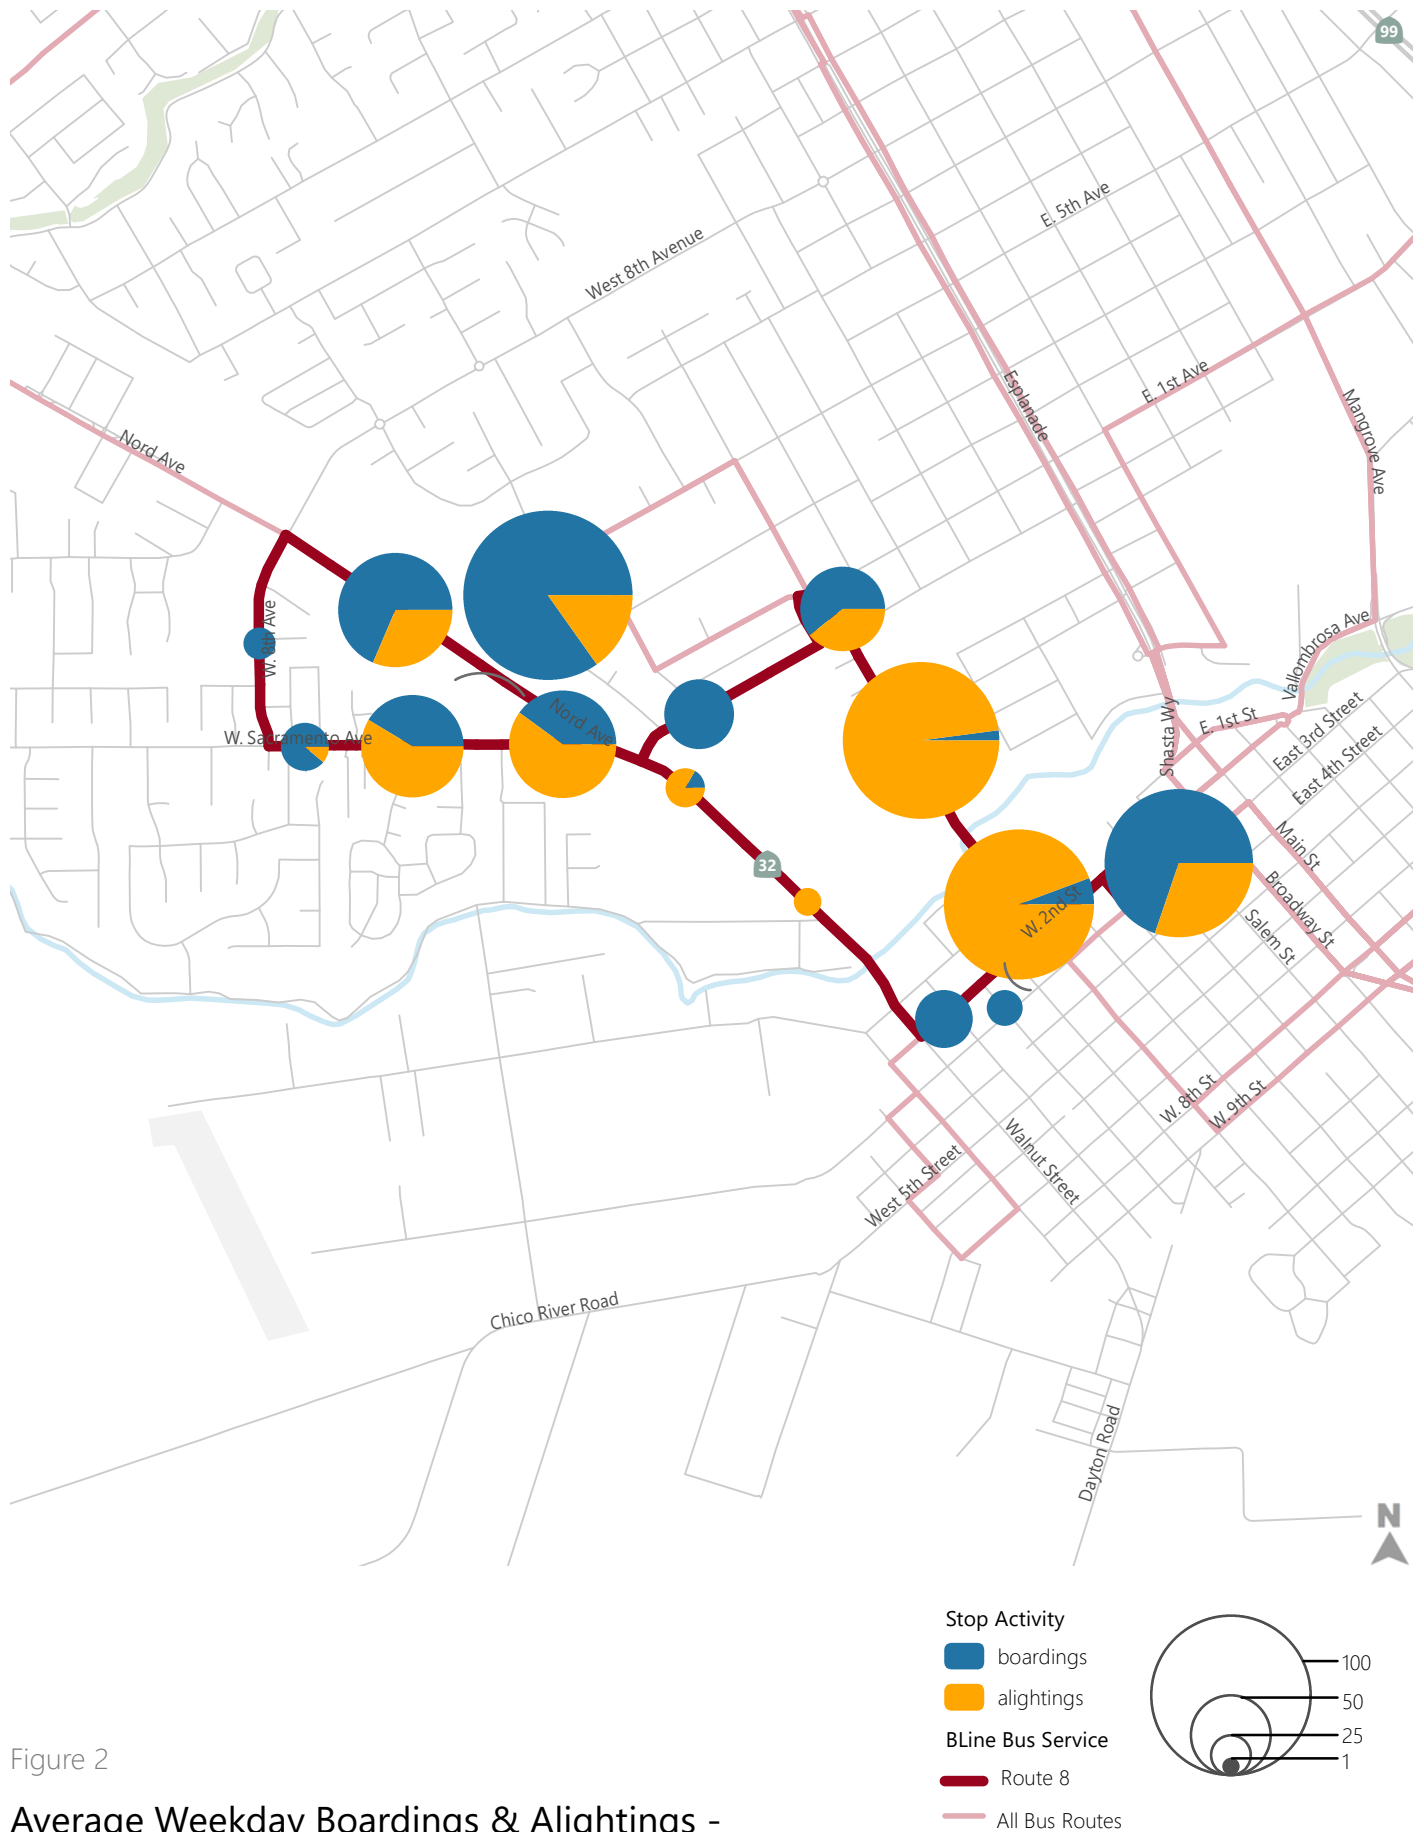 99
E. 5th Ave
West 8th Avenue
Esplanade
E. 1st Ave
Mangrove Ave
Nord Ave
W. 8th Ave
Vallombrosa Ave
Nord Ave
W. Sacramento Ave
Shasta Wy
E. 1st St
East 3rd Street
East 4th Street
Main St
32
Broadway St
W. 2nd St
Salem St
W. 8th St
W. 9th St
Walnut Street
West 5th Street
Chico River Road
Dayton Road
N
Stop Activity
boardings
alightings
100
50
25
1
BLine Bus Service
Route 8
All Bus Routes
Figure 2
Average Weekday Boardings & Alightings -